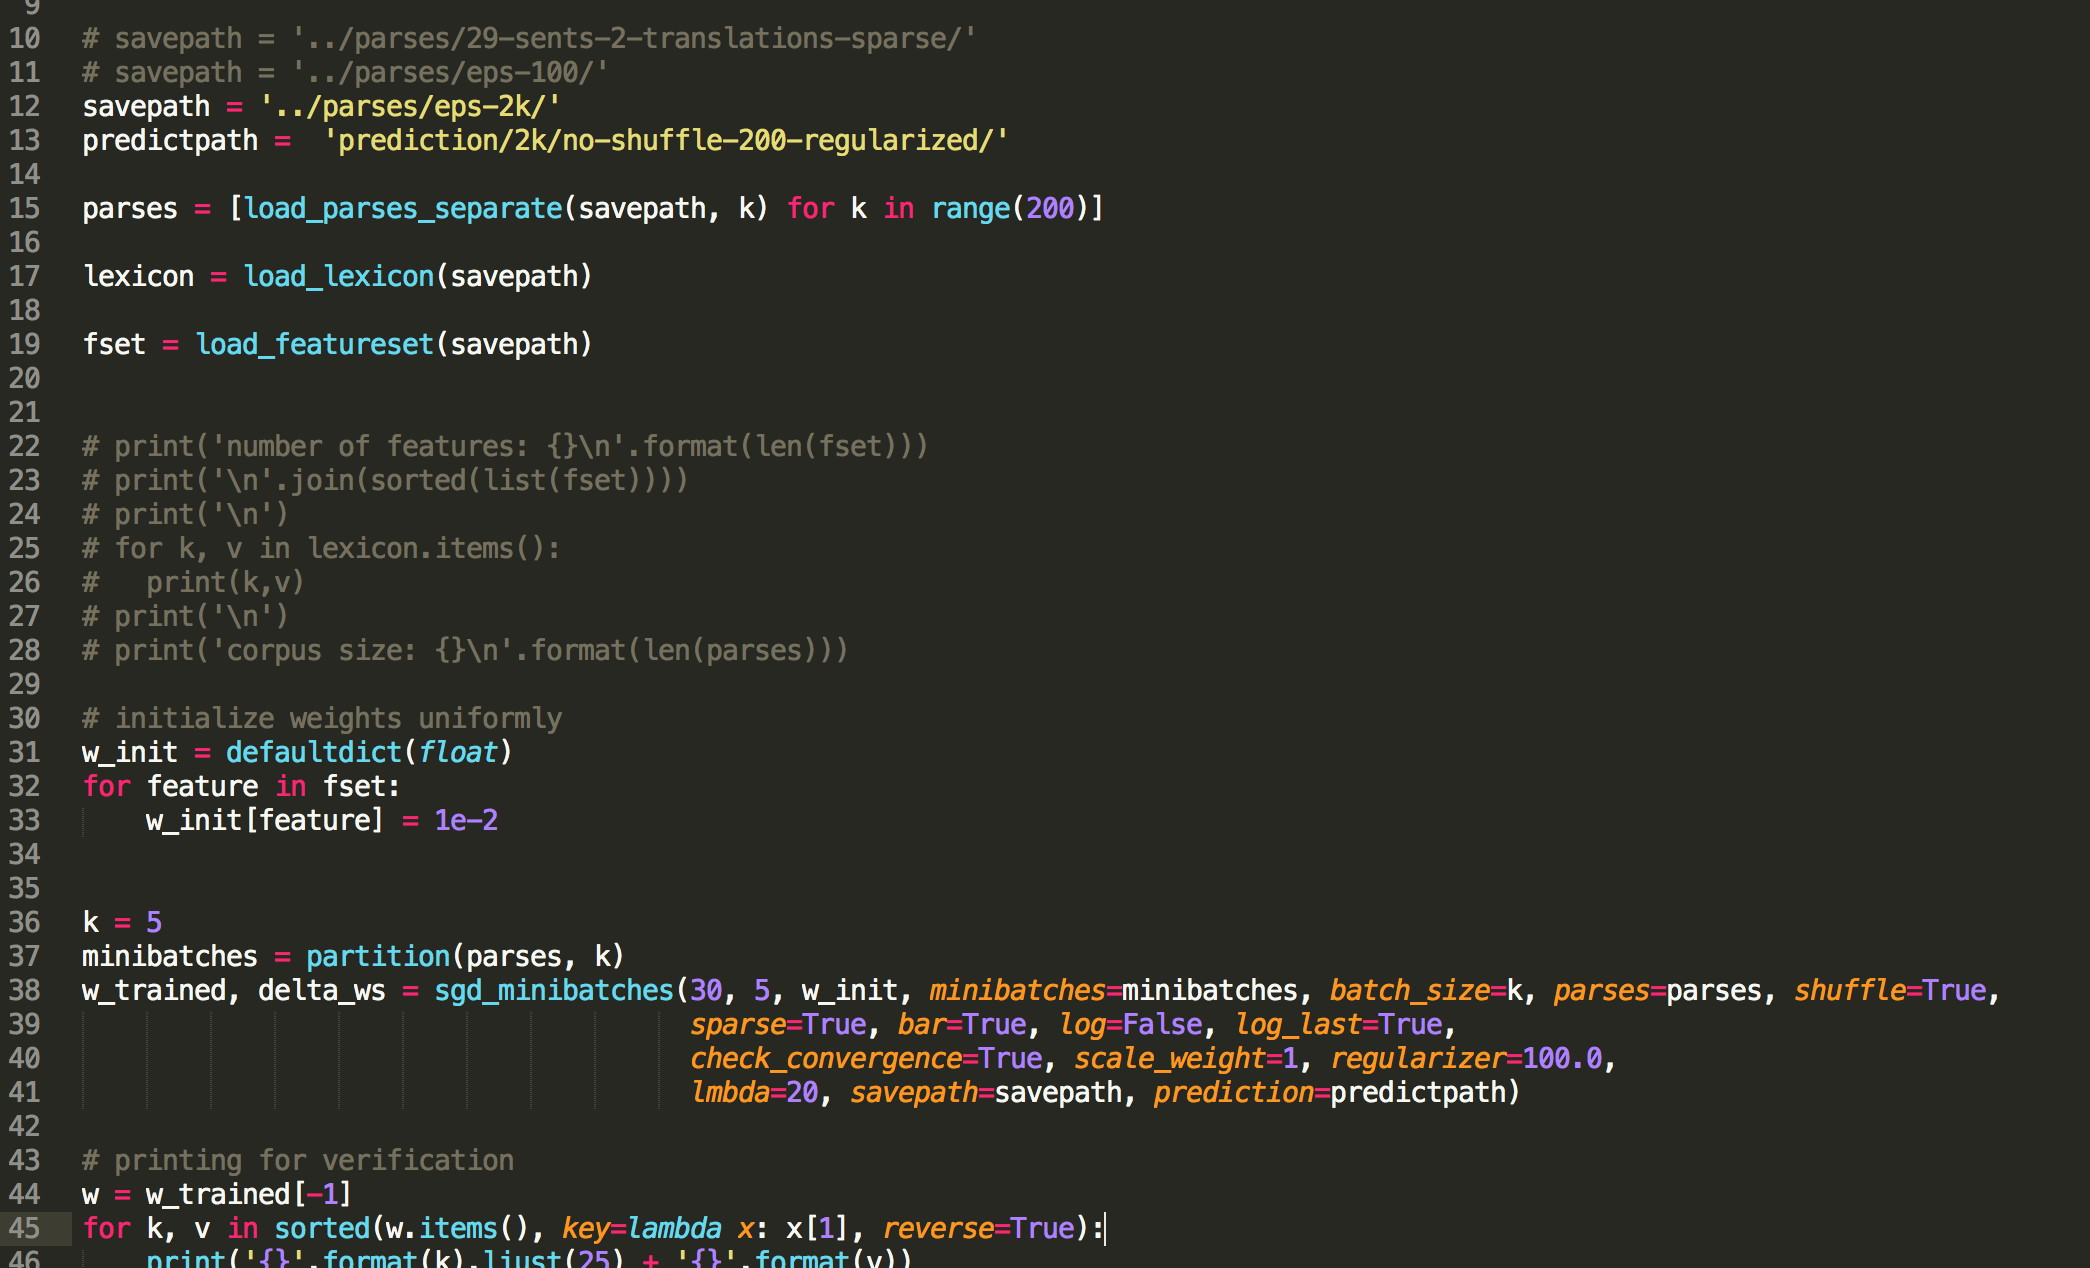 9
10 # savepath = '../parses/29-sents-2-translations-sparse/'
11 # savepath = '../parses/eps-100/'
12 savepath = '../parses/eps-2k/'
13 predictpath =  'prediction/2k/no-shuffle-200-regularized/'
14
15 parses = [load_parses_separate(savepath, k) for k in range(200)]
16
17 lexicon = load_lexicon(savepath)
18
19 fset = load_featureset(savepath)
20
21
22 # print('number of features: {}\n'.format(len(fset)))
23 # print('\n'.join(sorted(list(fset))))
24 # print('\n')
25 # for k, v in lexicon.items():
26 #   print(k,v)
27 # print('\n')
28 # print('corpus size: {}\n'.format(len(parses)))
29
30 # initialize weights uniformly
31 w_init = defaultdict(float)
32 for feature in fset:
33     w_init[feature] = 1e-2
34
35
36 k = 5
37 minibatches = partition(parses, k)
38 w_trained, delta_ws = sgd_minibatches(30, 5, w_init, minibatches=minibatches, batch_size=k, parses=parses, shuffle=True,
39                                       sparse=True, bar=True, log=False, log_last=True,
40                                       check_convergence=True, scale_weight=1, regularizer=100.0,
41                                       lmbda=20, savepath=savepath, prediction=predictpath)
42
43 # printing for verification
44 w = w_trained[-1]
45 for k, v in sorted(w.items(), key=lambda x: x[1], reverse=True):
46     print('{}'.format(k).ljust(25) + '{}'.format(v))